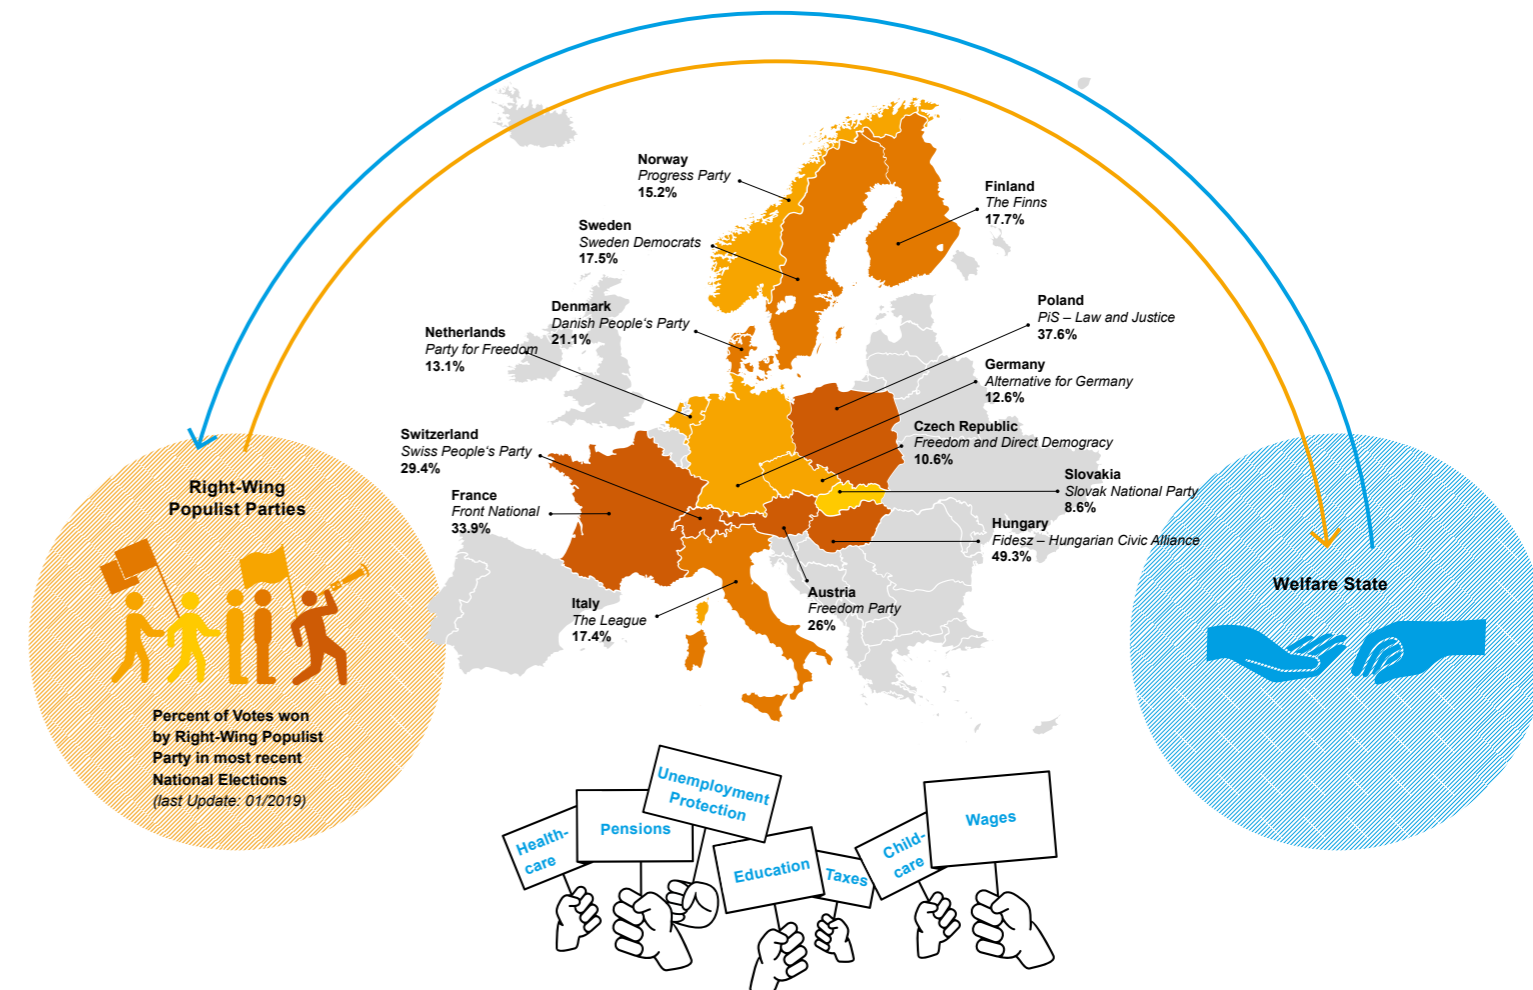 Norway
Progress Party
15.2%
Finland
The Finns
17.7%
Sweden
Sweden Democrats
17.5%
Denmark
Danish People‘s Party
21.1%
Poland
PiS – Law and Justice
37.6%
Netherlands
Party for Freedom
13.1%
Germany
Alternative for Germany
12.6%
Czech Republic
Freedom and Direct Demogracy
10.6%
Switzerland
Swiss People‘s Party
29.4%
Slovakia
Slovak National Party
8.6%
France
Front National
33.9%
Hungary
Fidesz – Hungarian Civic Alliance
49.3%
Austria
Freedom Party
26%
Italy
The League
17.4%
Right-Wing
Populist Parties
Percent of Votes won
by Right-Wing Populist
Party in most recent
National Elections
(last Update: 01/2019)
Welfare State
Health-
care
Pensions
Unemployment
Protection
Education
Taxes
Child-
care
Wages